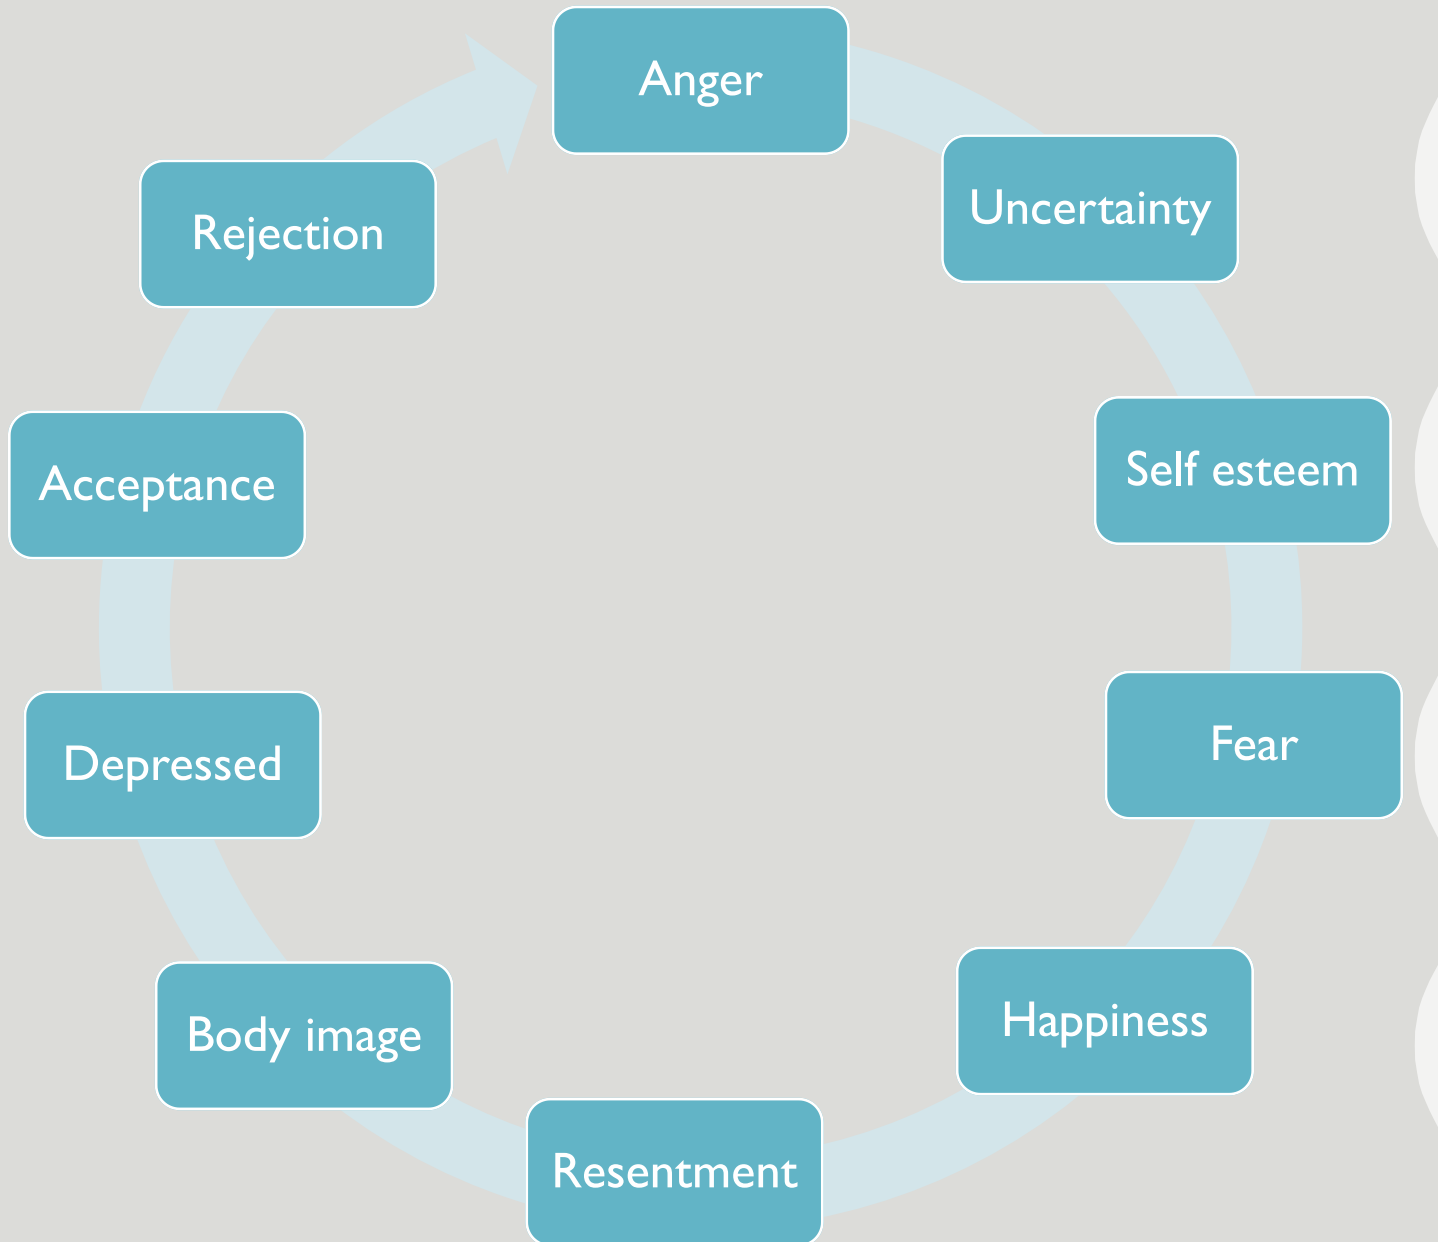 Anger
Uncertainty
Self esteem
Fear
Happiness
Resentment
Body image
Depressed
Acceptance
Rejection